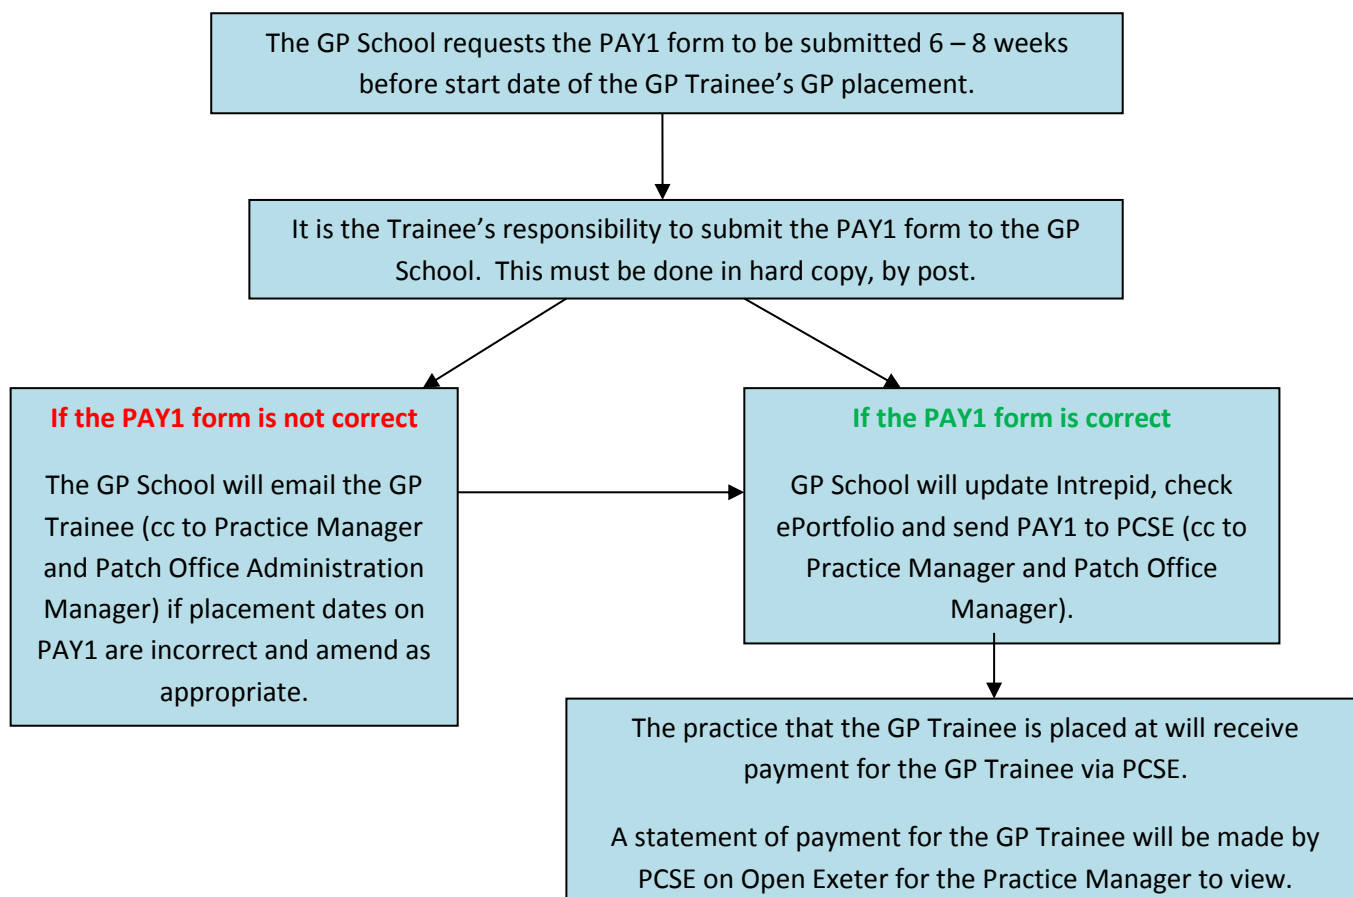 The GP School requests the PAY1 form to be submitted 6 – 8 weeks
before start date of the GP Trainee’s GP placement.
It is the Trainee’s responsibility to submit the PAY1 form to the GP
School.  This must be done in hard copy, by post.
If the PAY1 form is not correct
The GP School will email the GP
Trainee (cc to Practice Manager
and Patch Office Administration
Manager) if placement dates on
PAY1 are incorrect and amend as
appropriate.
If the PAY1 form is correct
GP School will update Intrepid, check
ePortfolio and send PAY1 to PCSE (cc to
Practice Manager and Patch Office
Manager).
The practice that the GP Trainee is placed at will receive
payment for the GP Trainee via PCSE.
A statement of payment for the GP Trainee will be made by
PCSE on Open Exeter for the Practice Manager to view.